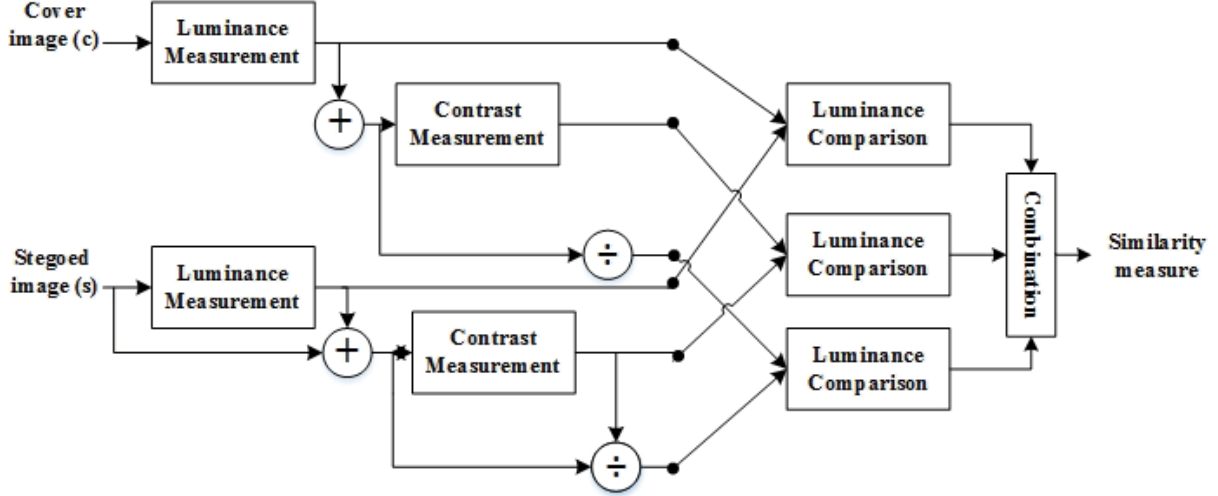 Cover
image (c)
Luminance
Measurement
+
Contrast
Measurement
Luminance
Comparison
÷
Stegoed
image (s)
Luminance
Measurement
+
Contrast
Measurement
÷
Luminance
Comparison
Luminance
Comparison
Combination
Similarity
measure